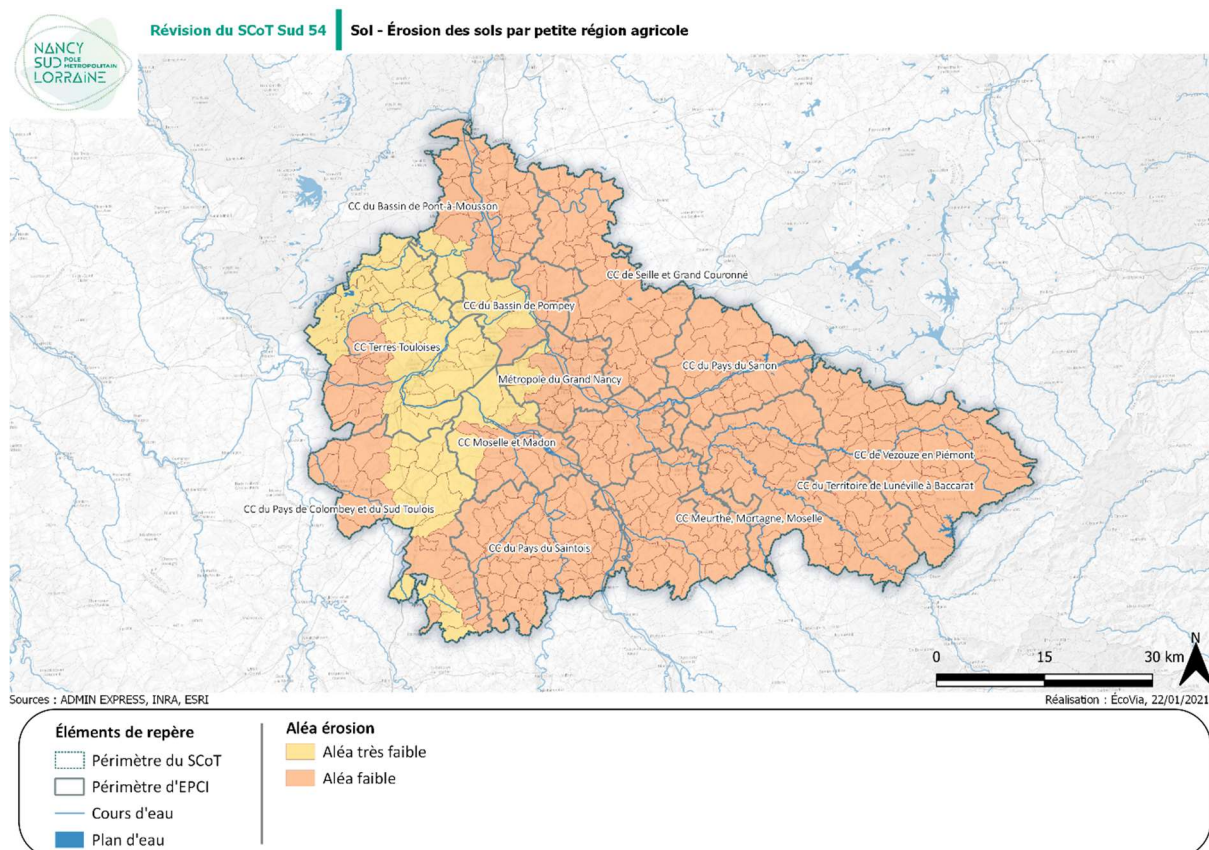 NANCY
SUD PÔLE MÉTROPOLITAIN
LORRAINE
Révision du SCoT Sud 54
Sol - Érosion des sols par petite région agricole
CC du Bassin de Pont-à-Mousson
CC de Seille et Grand Couronné
CC du Bassin de Pompey
CC Terres Touloises
CC du Pays du Sânon
Métropole du Grand Nancy
CC Moselle et Madon
CC de Vezouze en Piémont
CC du Territoire de Lunéville à Baccarat
CC du Pays de Colombey et du Sud Toulois
CC Meurthe, Mortagne, Moselle
CC du Pays du Saintois
N
0 15 30 km
Sources : ADMIN EXPRESS, INRA, ESRI
Réalisation : ÉcoVia, 22/01/2021
Éléments de repère
Périmètre du SCoT
Périmètre d'EPCI
Cours d'eau
Plan d'eau
Aléa érosion
Aléa très faible
Aléa faible